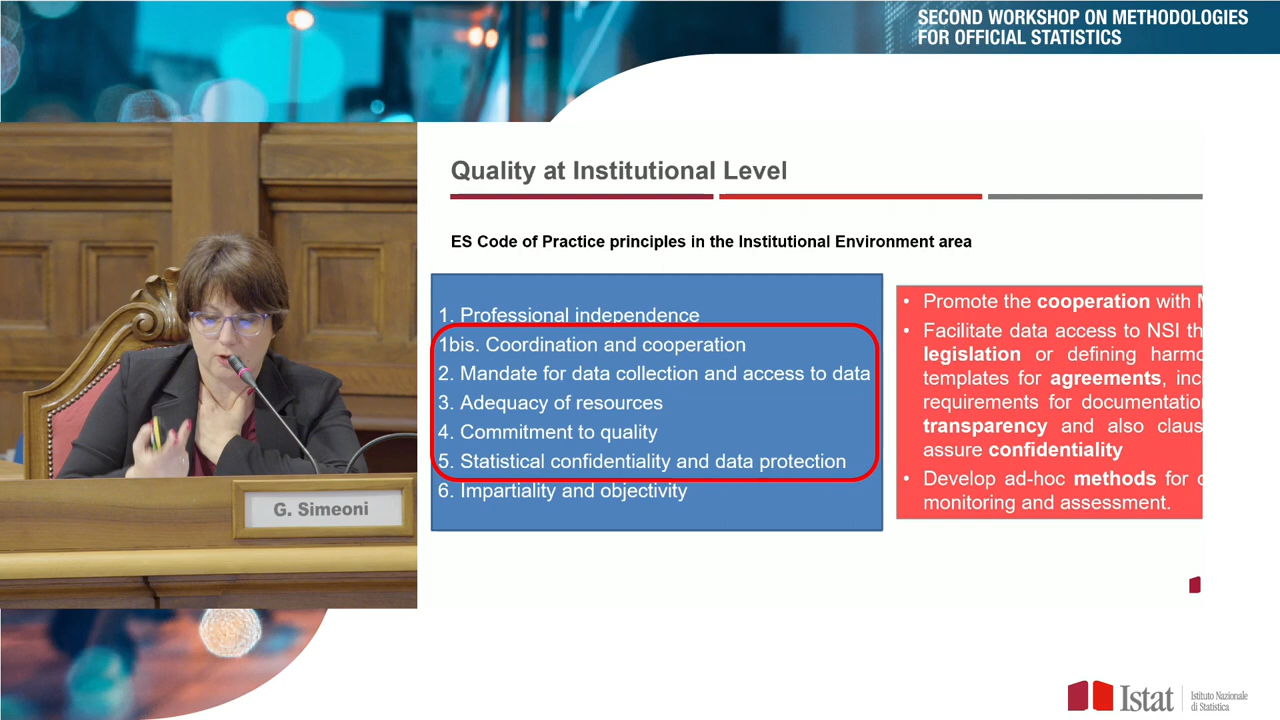 SECOND WORKSHOP ON METHODOLOGIES
FOR OFFICIAL STATISTICS
Quality at Institutional Level
ES Code of Practice principles in the Institutional Environment area
1. Professional independence
1bis. Coordination and cooperation
2. Mandate for data collection and access to data
3. Adequacy of resources
4. Commitment to quality
5. Statistical confidentiality and data protection
6. Impartiality and objectivity
• Promote the cooperation with
• Facilitate data access to NSI
legislation or defining
templates for agreements,
requirements for
transparency and also
assure confidentiality
• Develop ad-hoc methods for
monitoring and assessment.
G. Simeoni
Istat
Istituto Nazionale
di Statistica